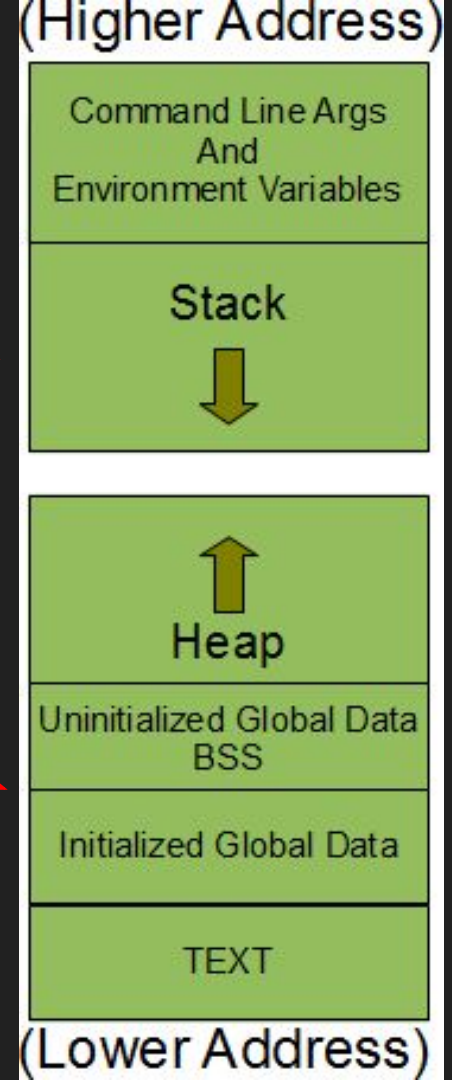 (Higher Address)
Command Line Args
And
Environment Variables
Stack
Heap
Uninitialized Global Data
BSS
Initialized Global Data
TEXT
(Lower Address)